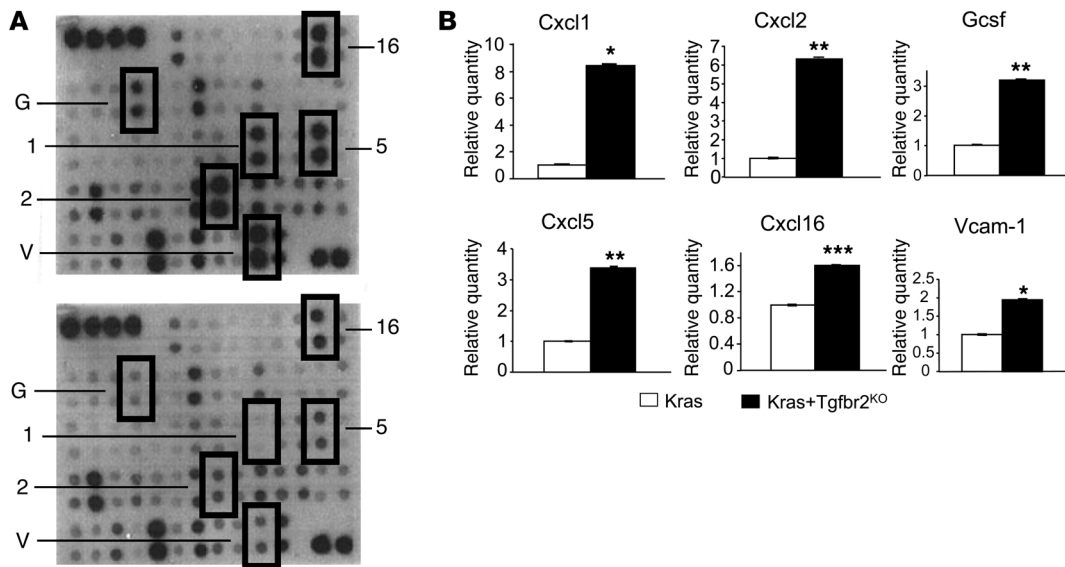 A
16
G
1
5
2
V
16
G
1
5
2
V
B
Cxcl1
Relative quantity
10
8
6
4
2
0
*
Cxcl2
Relative quantity
7
6
5
4
3
2
1
0
**
Gcsf
Relative quantity
3
2
1
0
**
Cxcl5
Relative quantity
4
3
2
1
0
**
Cxcl16
Relative quantity
1.6
1.2
0.8
0.4
0
***
Vcam-1
Relative quantity
2.5
2
1.5
1
0.5
0
*
Kras Kras+Tgfbr2KO